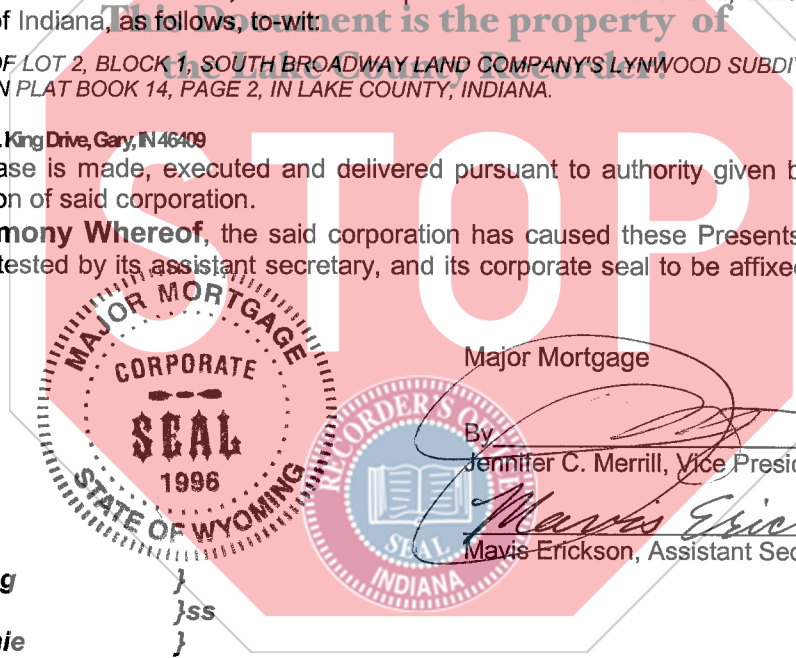 of Indiana, as follows, to-wit:
This Document is the property of
the Lake County Recorder!
OF LOT 2, BLOCK 1, SOUTH BROADWAY LAND COMPANY'S LYNWOOD SUBDIV
N PLAT BOOK 14, PAGE 2, IN LAKE COUNTY, INDIANA.
. King Drive, Gary, IN 46409
ase is made, executed and delivered pursuant to authority given b
on of said corporation.
mony Whereof, the said corporation has caused these Presents
tested by its assistant secretary, and its corporate seal to be affixe
STOP
MAJOR MORTGAGE
CORPORATE
SEAL
1996
STATE OF WYOMING
Major Mortgage
By
Jennifer C. Merrill, Vice Presid
Mavis Eric
Mavis Erickson, Assistant Sec
RECORDER'S OFFICE
SEAL
INDIANA
g }
}ss
nie }